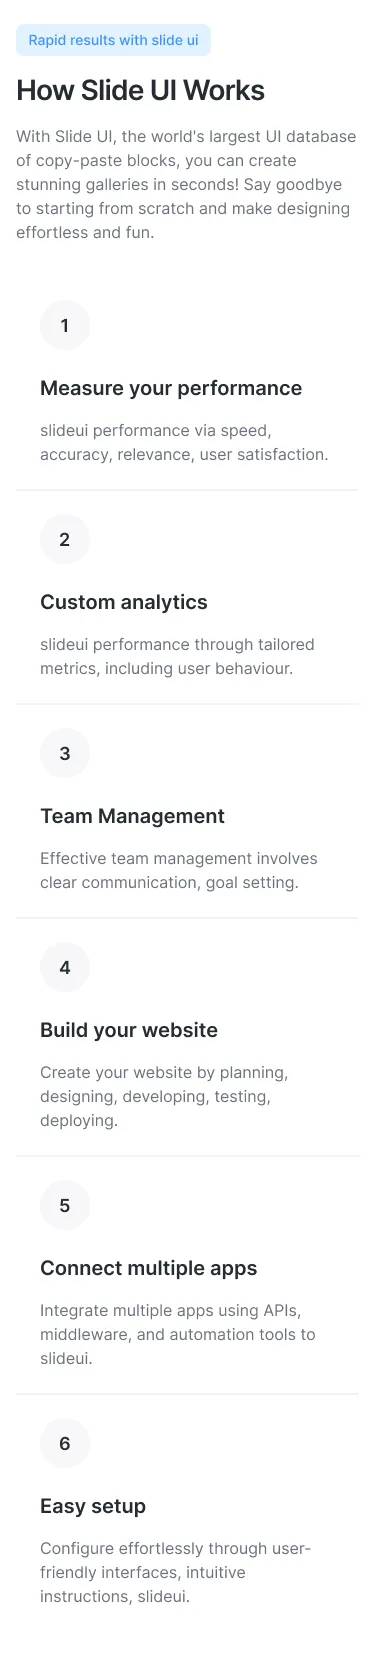 Rapid results with slide ui
How Slide UI Works
With Slide UI, the world's largest UI database
of copy-paste blocks, you can create
stunning galleries in seconds! Say goodbye
to starting from scratch and make designing
effortless and fun.
1
Measure your performance
slideui performance via speed,
accuracy, relevance, user satisfaction.
2
Custom analytics
slideui performance through tailored
metrics, including user behaviour.
3
Team Management
Effective team management involves
clear communication, goal setting.
4
Build your website
Create your website by planning,
designing, developing, testing,
deploying.
5
Connect multiple apps
Integrate multiple apps using APIs,
middleware, and automation tools to
slideui.
6
Easy setup
Configure effortlessly through user-
friendly interfaces, intuitive
instructions, slideui.